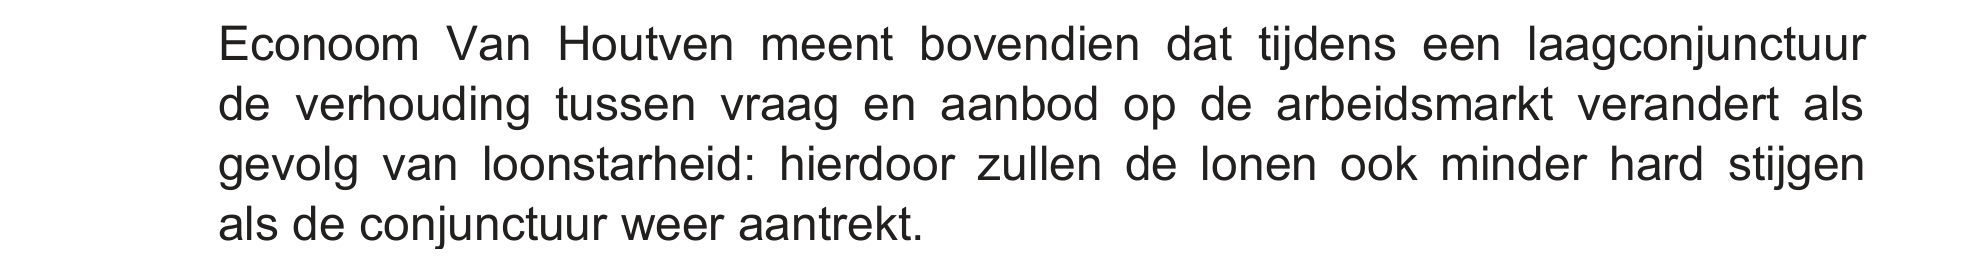 Econoom Van Houtven meent bovendien dat tijdens een laagconjunctuur
de verhouding tussen vraag en aanbod op de arbeidsmarkt verandert als
gevolg van loonstarheid: hierdoor zullen de lonen ook minder hard stijgen
als de conjunctuur weer aantrekt.